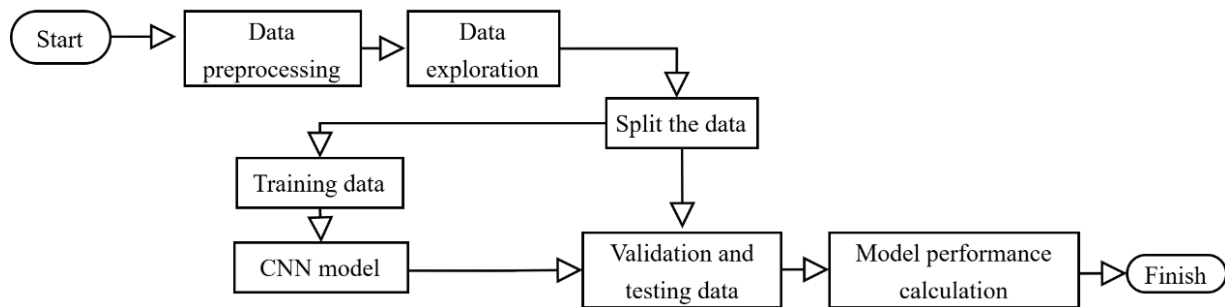 Start
Data
preprocessing
Data
exploration
Split the data
Training data
CNN model
Validation and
testing data
Model performance
calculation
Finish